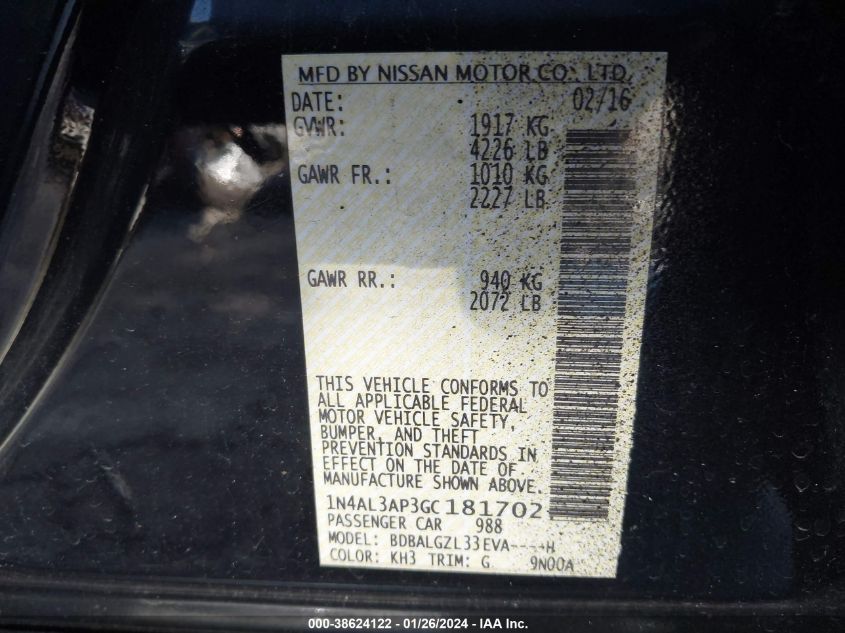 MFD BY NISSAN MOTOR CO., LTD.
DATE: 02/16
GVWR: 1917 KG
4226 LB
GAWR FR.: 1010 KG
2227 LB
GAWR RR.: 940 KG
2072 LB
THIS VEHICLE CONFORMS TO
ALL APPLICABLE FEDERAL
MOTOR VEHICLE SAFETY,
BUMPER, AND THEFT
PREVENTION STANDARDS IN
EFFECT ON THE DATE OF
MANUFACTURE SHOWN ABOVE.
1N4AL3AP3GC181702
PASSENGER CAR 988
MODEL: BDBALGZL33EVA----H
COLOR: KH3 TRIM: G 9N00A
000-38624122 - 01/26/2024 - IAA Inc.